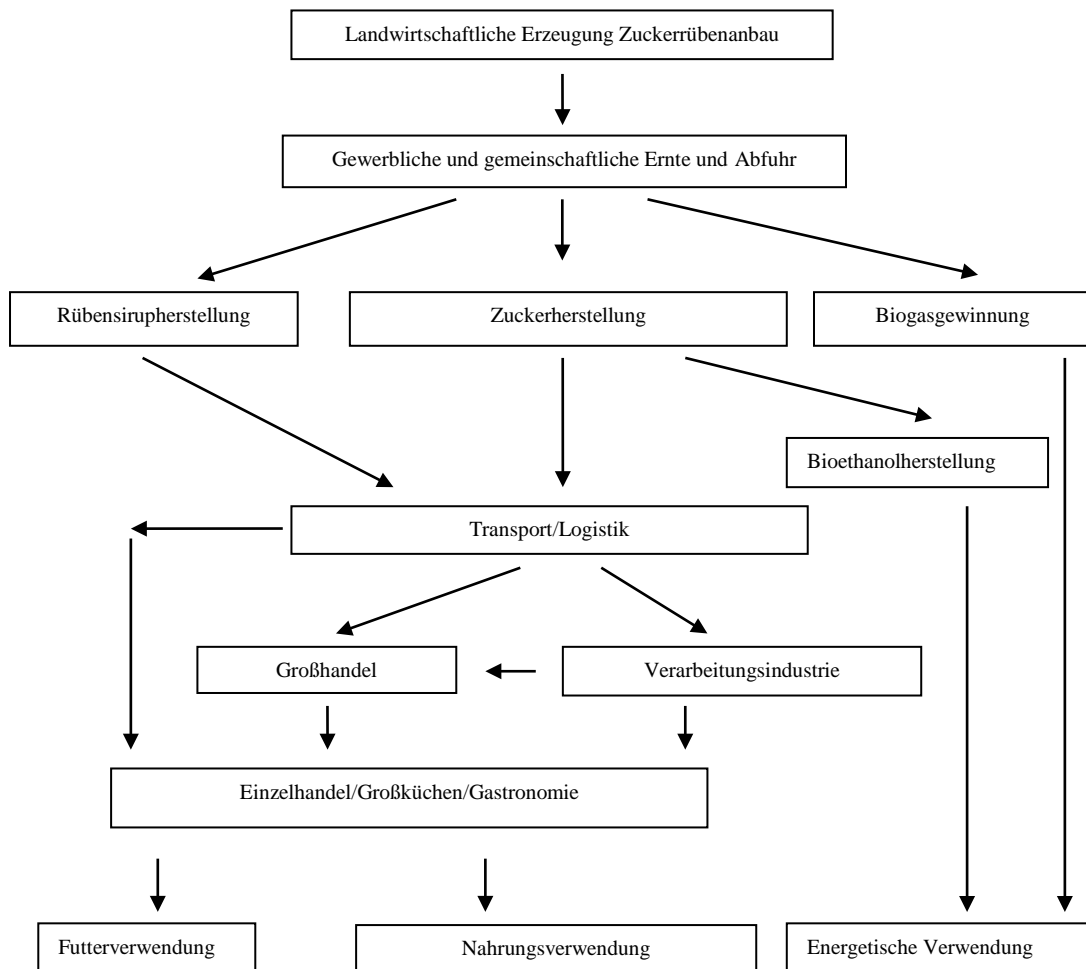 Landwirtschaftliche Erzeugung Zuckerrübenanbau
Gewerbliche und gemeinschaftliche Ernte und Abfuhr
Rübensirupherstellung
Zuckerherstellung
Biogasgewinnung
Bioethanolherstellung
Transport/Logistik
Großhandel
Verarbeitungsindustrie
Einzelhandel/Großküchen/Gastronomie
Futterverwendung
Nahrungsverwendung
Energetische Verwendung